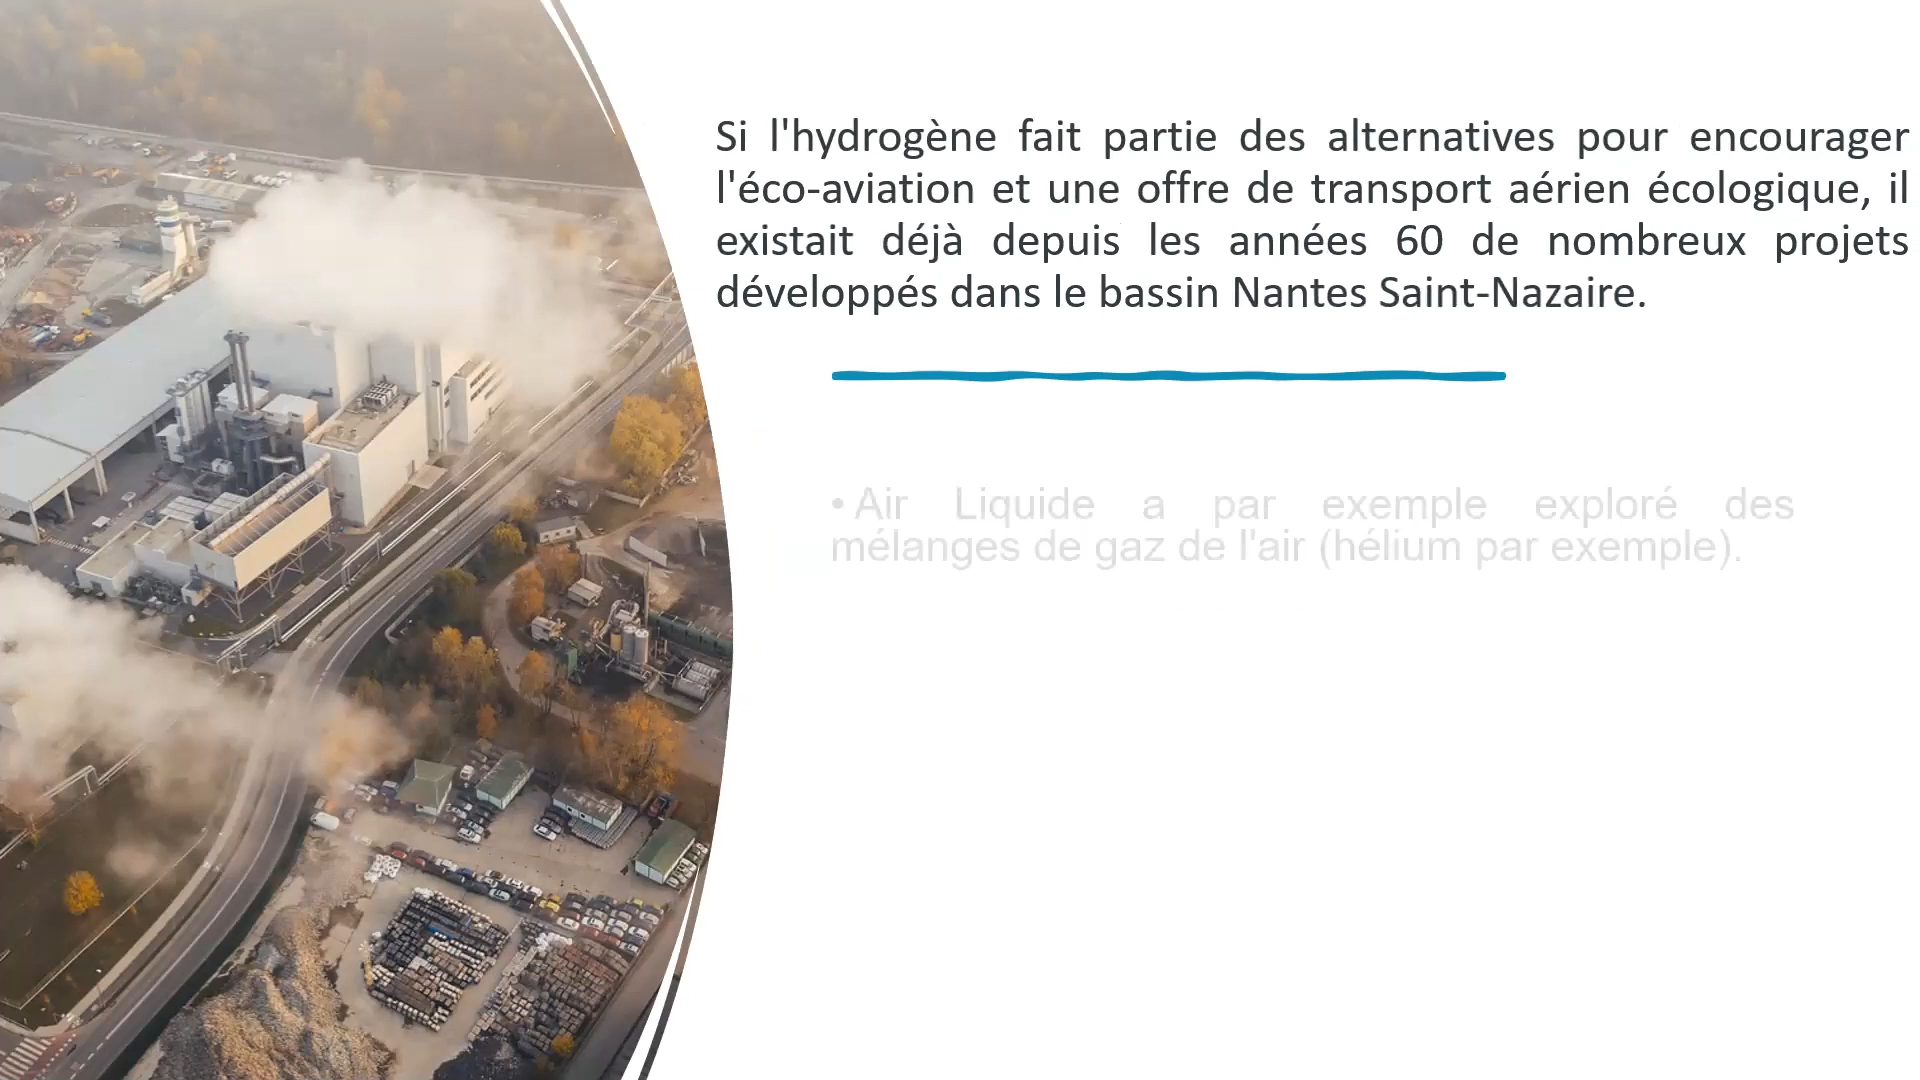 Si l'hydrogène fait partie des alternatives pour encourager
l'éco-aviation et une offre de transport aérien écologique, il
existait déjà depuis les années 60 de nombreux projets
développés dans le bassin Nantes Saint-Nazaire.
• Air Liquide a par exemple exploré des
mélanges de gaz de l'air (hélium par exemple).